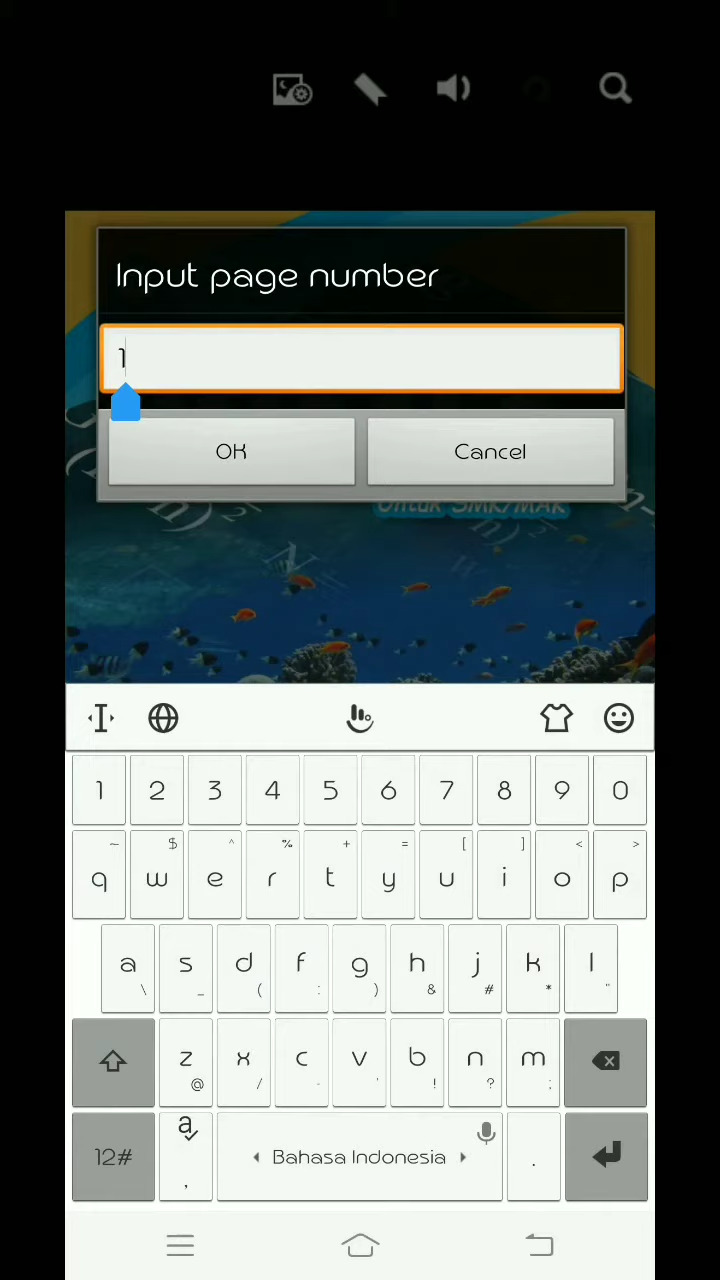 Input page number
1
OK Cancel
Untuk SMK/MAK
1 2 3 4 5 6 7 8 9 0
~ $ ^ % + = [ ] < >
q w e r t y u i o p
a s d f g h j k l
\ _ ( : ) & # * "
z x c v b n m
@ / - ' ! ? ;
12# a , Bahasa Indonesia .